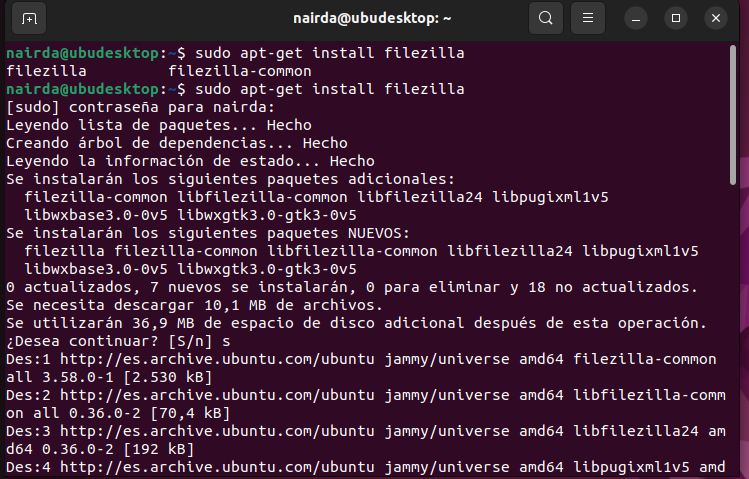 nairda@ubudesktop: ~
nairda@ubudesktop:~$ sudo apt-get install filezilla
filezilla         filezilla-common
nairda@ubudesktop:~$ sudo apt-get install filezilla
[sudo] contraseña para nairda:
Leyendo lista de paquetes... Hecho
Creando árbol de dependencias... Hecho
Leyendo la información de estado... Hecho
Se instalarán los siguientes paquetes adicionales:
  filezilla-common libfilezilla-common libfilezilla24 libpugixml1v5
  libwxbase3.0-0v5 libwxgtk3.0-gtk3-0v5
Se instalarán los siguientes paquetes NUEVOS:
  filezilla filezilla-common libfilezilla-common libfilezilla24 libpugixml1v5
  libwxbase3.0-0v5 libwxgtk3.0-gtk3-0v5
0 actualizados, 7 nuevos se instalarán, 0 para eliminar y 18 no actualizados.
Se necesita descargar 10,1 MB de archivos.
Se utilizarán 36,9 MB de espacio de disco adicional después de esta operación.
¿Desea continuar? [S/n] s
Des:1 http://es.archive.ubuntu.com/ubuntu jammy/universe amd64 filezilla-common
all 3.58.0-1 [2.530 kB]
Des:2 http://es.archive.ubuntu.com/ubuntu jammy/universe amd64 libfilezilla-comm
on all 0.36.0-2 [70,4 kB]
Des:3 http://es.archive.ubuntu.com/ubuntu jammy/universe amd64 libfilezilla24 am
d64 0.36.0-2 [192 kB]
Des:4 http://es.archive.ubuntu.com/ubuntu jammy/universe amd64 libpugixml1v5 amd